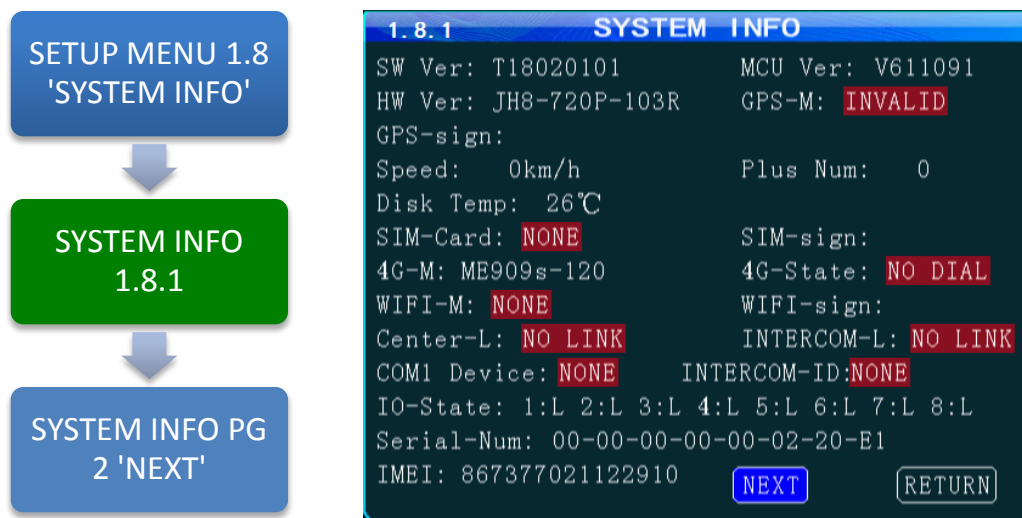 SETUP MENU 1.8
'SYSTEM INFO'
SYSTEM INFO
1.8.1
SYSTEM INFO PG
2 'NEXT'
1.8.1 SYSTEM INFO
SW Ver: T18020101 MCU Ver: V611091
HW Ver: JH8-720P-103R GPS-M: INVALID
GPS-sign:
Speed: 0km/h Plus Num: 0
Disk Temp: 26℃
SIM-Card: NONE SIM-sign:
4G-M: ME909s-120 4G-State: NO DIAL
WIFI-M: NONE WIFI-sign:
Center-L: NO LINK INTERCOM-L: NO LINK
COM1 Device: NONE INTERCOM-ID:NONE
IO-State: 1:L 2:L 3:L 4:L 5:L 6:L 7:L 8:L
Serial-Num: 00-00-00-00-00-02-20-E1
IMEI: 867377021122910 NEXT RETURN